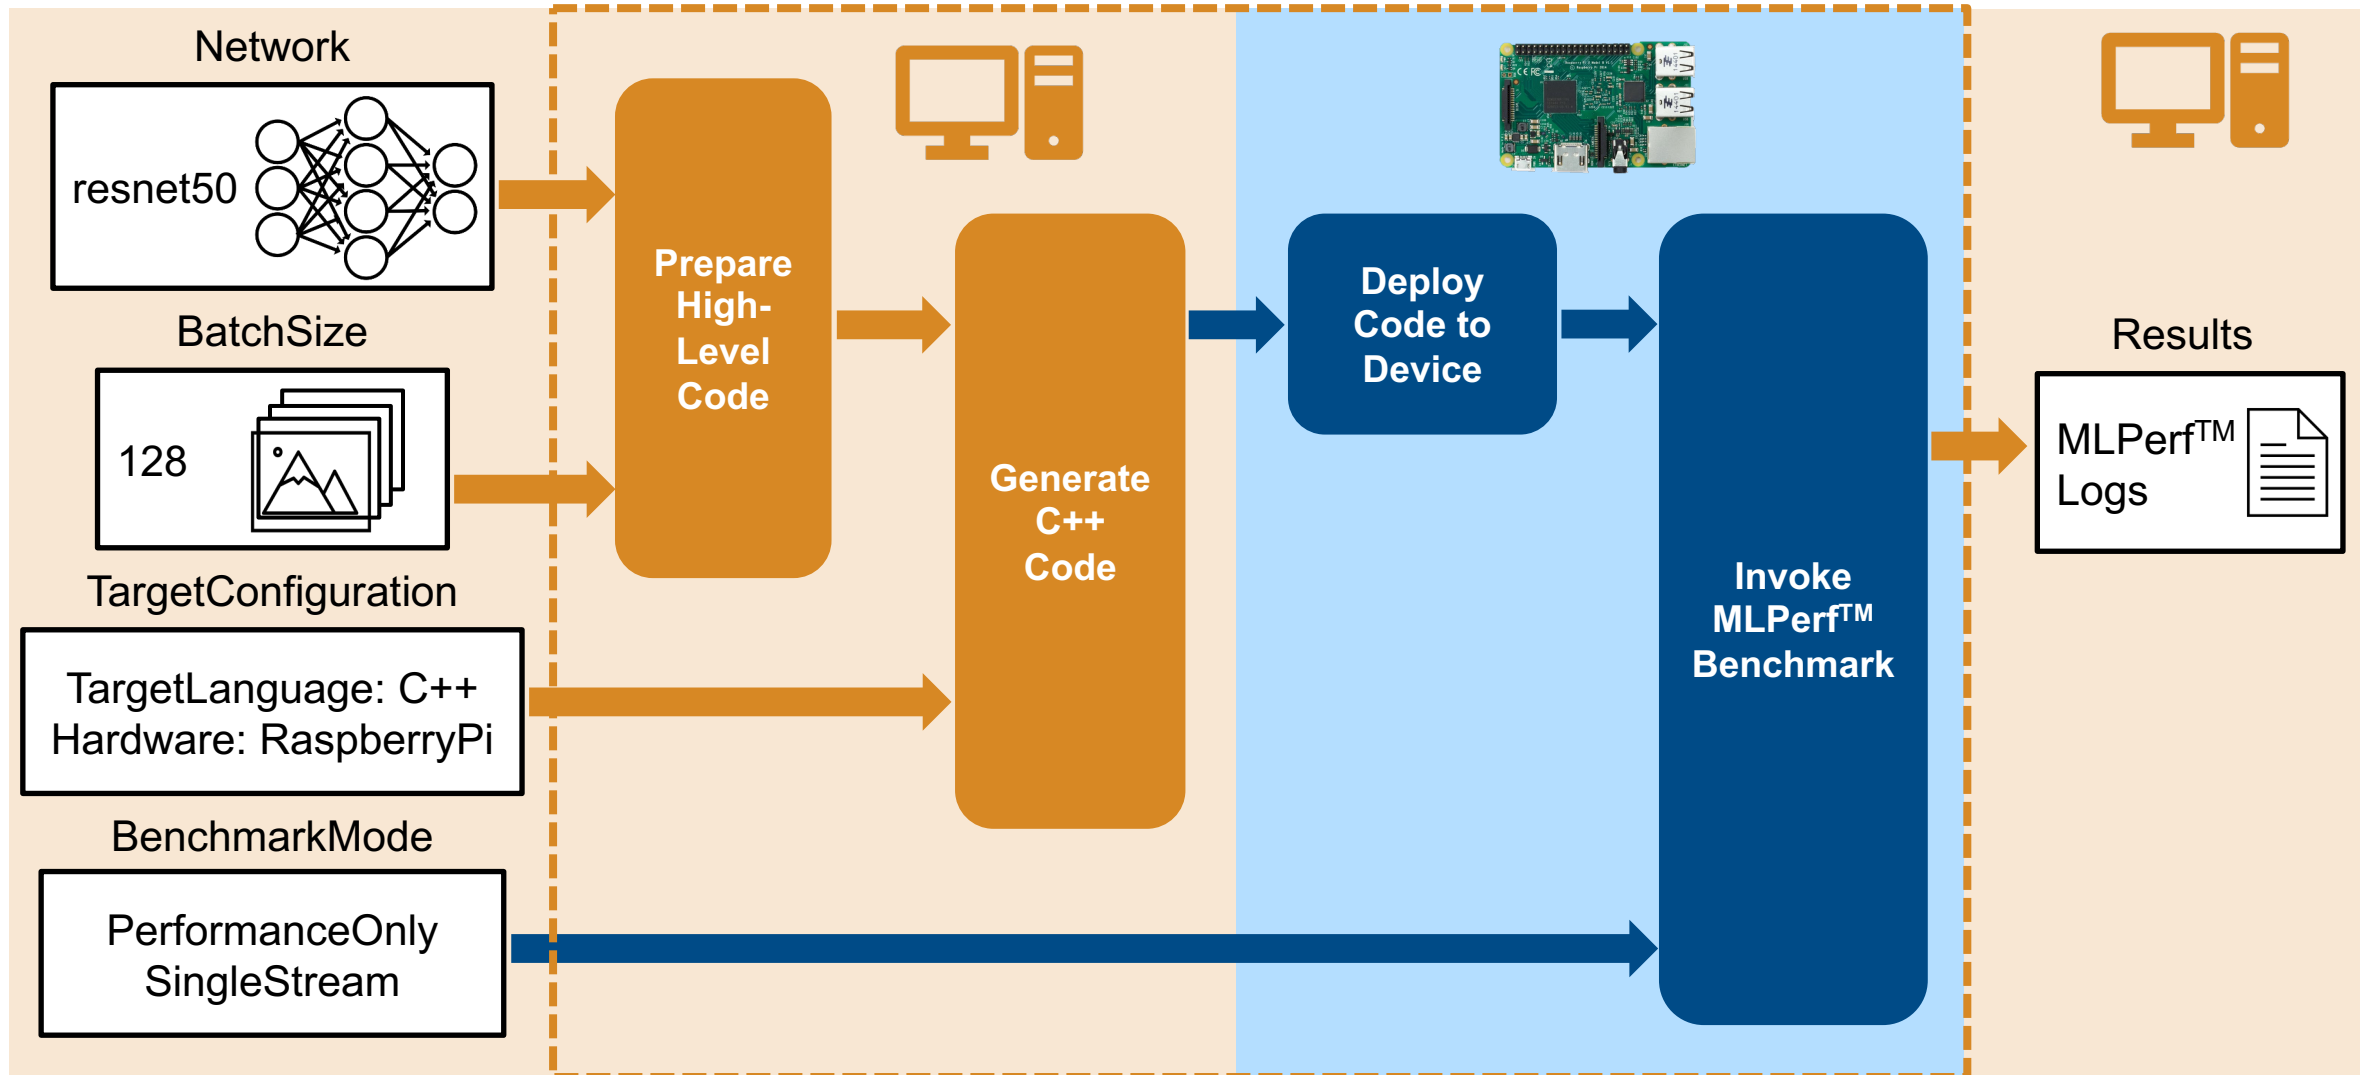 Network
resnet50
BatchSize
128
TargetConfiguration
TargetLanguage: C++
Hardware: RaspberryPi
BenchmarkMode
PerformanceOnly
SingleStream
Prepare
High-
Level
Code
Generate
C++
Code
Deploy
Code to
Device
Invoke
MLPerf™
Benchmark
Results
MLPerf™
Logs